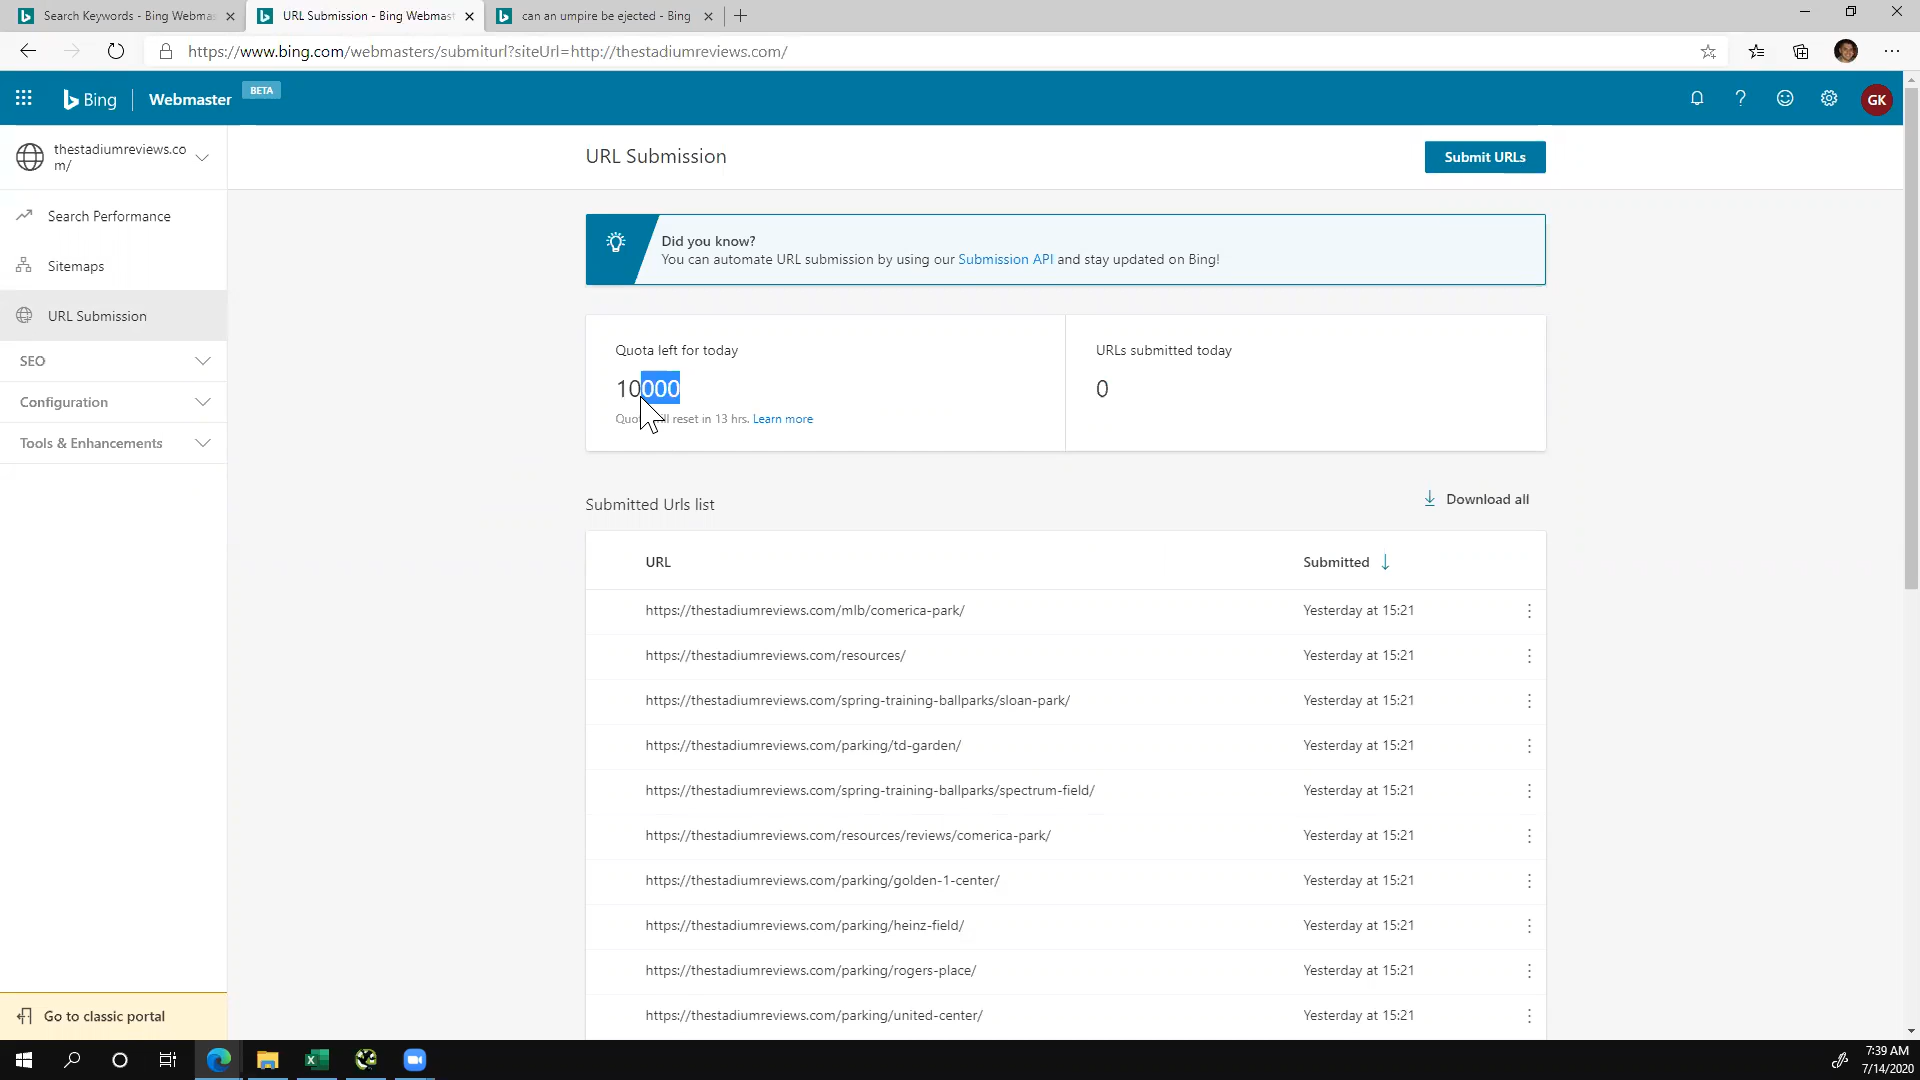 Search Keywords - Bing Webmas
URL Submission - Bing Webmast
can an umpire be ejected - Bing
https://www.bing.com/webmasters/submiturl?siteUrl=http://thestadiumreviews.com/
Bing
Webmaster
BETA
GK
thestadiumreviews.co
m/
Search Performance
Sitemaps
URL Submission
SEO
Configuration
Tools & Enhancements
Go to classic portal
URL Submission
Submit URLs
Did you know?
You can automate URL submission by using our Submission API and stay updated on Bing!
Quota left for today
10000
reset in 13 hrs. Learn more
URLs submitted today
0
Submitted Urls list
Download all
URL
Submitted
https://thestadiumreviews.com/mlb/comerica-park/ Yesterday at 15:21
https://thestadiumreviews.com/resources/ Yesterday at 15:21
https://thestadiumreviews.com/spring-training-ballparks/sloan-park/ Yesterday at 15:21
https://thestadiumreviews.com/parking/td-garden/ Yesterday at 15:21
https://thestadiumreviews.com/spring-training-ballparks/spectrum-field/ Yesterday at 15:21
https://thestadiumreviews.com/resources/reviews/comerica-park/ Yesterday at 15:21
https://thestadiumreviews.com/parking/golden-1-center/ Yesterday at 15:21
https://thestadiumreviews.com/parking/heinz-field/ Yesterday at 15:21
https://thestadiumreviews.com/parking/rogers-place/ Yesterday at 15:21
https://thestadiumreviews.com/parking/united-center/ Yesterday at 15:21
7:39 AM
7/14/2020